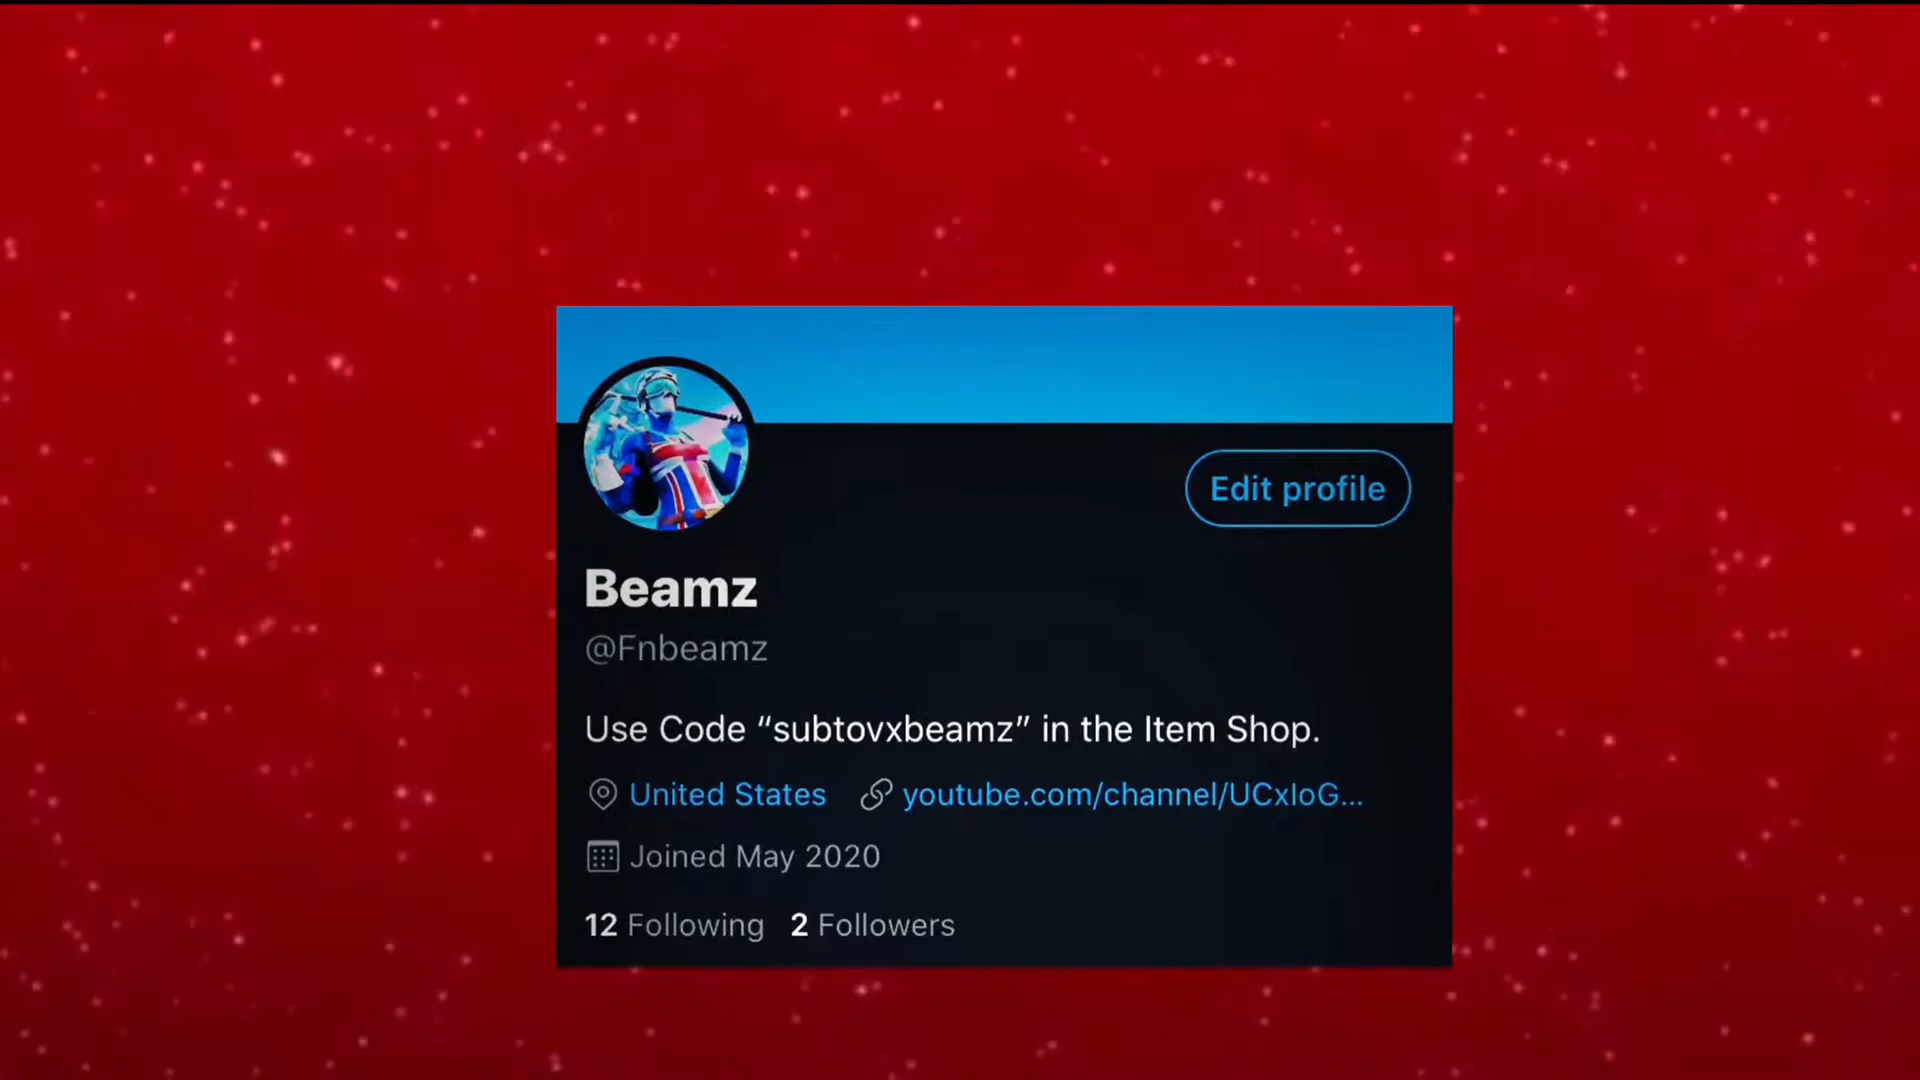 Edit profile
Beamz
@Fnbeamz
Use Code “subtovxbeamz” in the Item Shop.
United States youtube.com/channel/UCxIoG...
Joined May 2020
12 Following 2 Followers